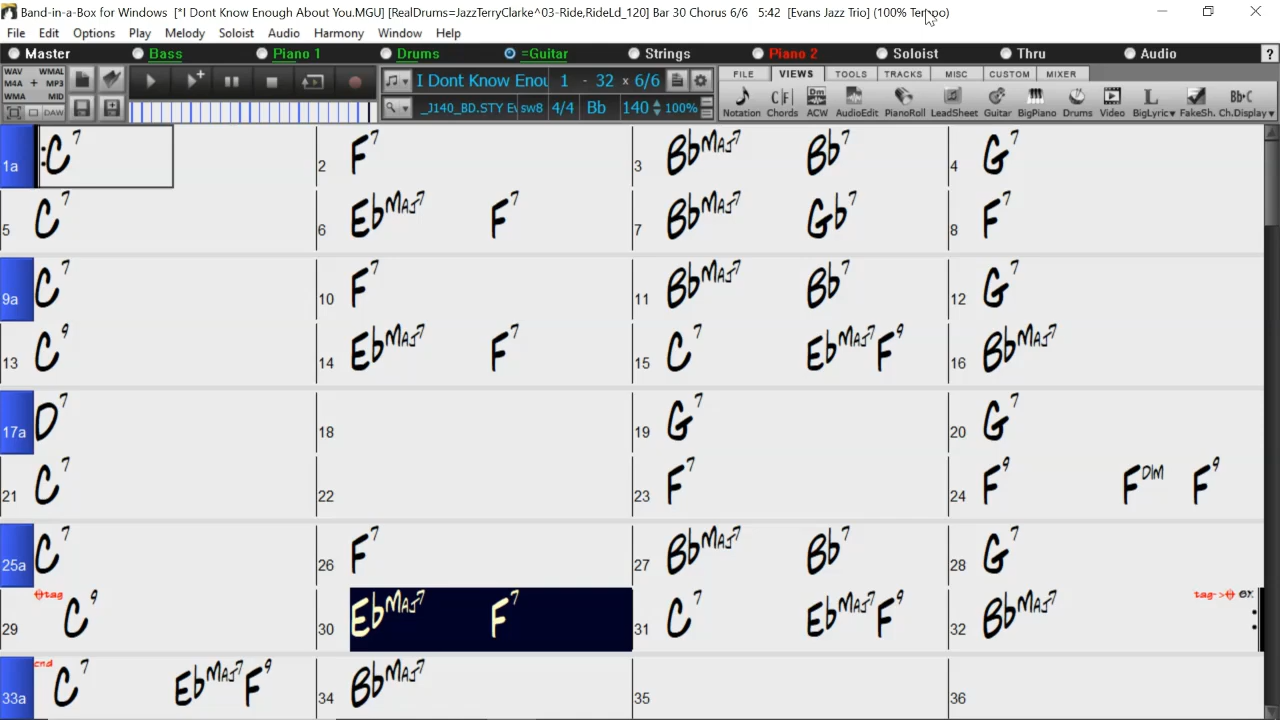 Band-in-a-Box for Windows [*I Dont Know Enough About You.MGU] [RealDrums=JazzTerryClarke^03-Ride,RideLd_120] Bar 30 Chorus 6/6 5:42 [Evans Jazz Trio] (100% Tempo)
File Edit Options Play Melody Soloist Audio Harmony Window Help
Master Bass Piano 1 Drums =Guitar Strings Piano 2 Soloist Thru Audio ?
WAV WMAL
M4A + MP3
WMA MID
DAW
I Dont Know Enou 1 - 32 x 6/6
_J140_BD.STY Ev sw8 4/4 Bb 140 100%
FILE VIEWS TOOLS TRACKS MISC CUSTOM MIXER
C|F| Dm L Bb›C
Notation Chords ACW AudioEdit PianoRoll LeadSheet Guitar BigPiano Drums Video BigLyric▾ FakeSh. Ch.Display▾
1a C7 2 F7 3 BbMAJ7 Bb7 4 G7
5 C7 6 EbMAJ7 F7 7 BbMAJ7 Gb7 8 F7
9a C7 10 F7 11 BbMAJ7 Bb7 12 G7
13 C9 14 EbMAJ7 F7 15 C7 EbMAJ7 F9 16 BbMAJ7
17a D7 18 19 G7 20 G7
21 C7 22 23 F7 24 F9 FDIM F9
25a C7 26 F7 27 BbMAJ7 Bb7 28 G7
tag tag->
29 C9 30 EbMAJ7 F7 31 C7 EbMAJ7 F9 32 BbMAJ7
end
33a C7 EbMAJ7 F9 34 BbMAJ7 35 36